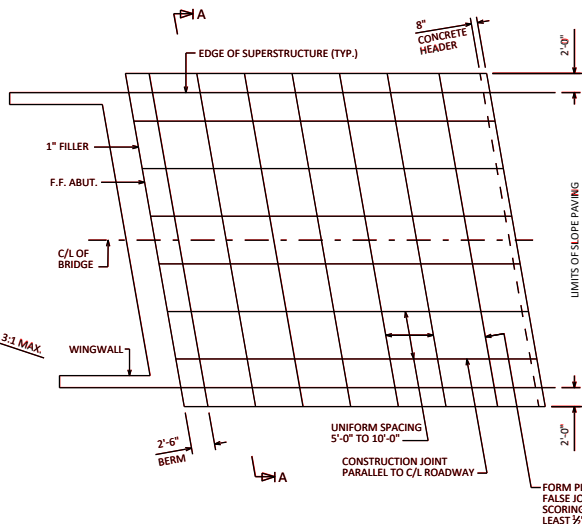 A
8"
CONCRETE
HEADER
2'-0"
EDGE OF SUPERSTRUCTURE (TYP.)
1" FILLER
F.F. ABUT.
LIMITS OF SLOPE PAVING
C/L OF
BRIDGE
3:1 MAX.
WINGWALL
2'-6"
BERM
UNIFORM SPACING
5'-0" TO 10'-0"
2'-0"
CONSTRUCTION JOINT
PARALLEL TO C/L ROADWAY
A
FORM
FALSE
SCORING
LEAST